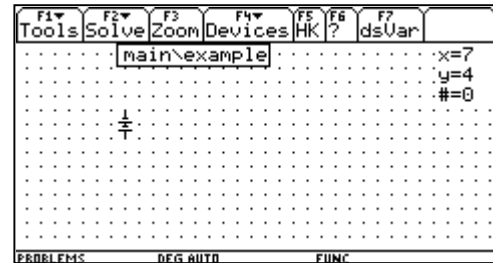 F1▼ F2▼ F3 F4▼ F5 F6 F7
Tools Solve Zoom Devices HK ? dsVar
main\example
x=7
y=4
#=0
PROBLEMS DEG AUTO FUNC